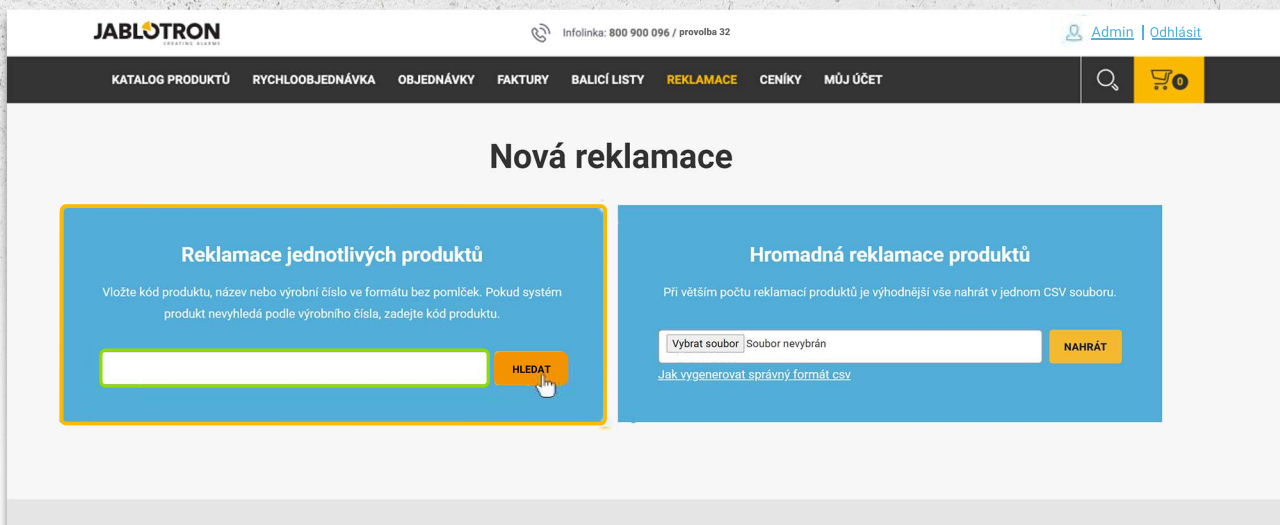 JABLOTRON
CREATING ALARMS
Infolinka: 800 900 096 / provolba 32
Admin | Odhlásit
KATALOG PRODUKTŮ RYCHLOOBJEDNÁVKA OBJEDNÁVKY FAKTURY BALICÍ LISTY REKLAMACE CENÍKY MŮJ ÚČET
0
Nová reklamace
Reklamace jednotlivých produktů
Vložte kód produktu, název nebo výrobní číslo ve formátu bez pomlček. Pokud systém
produkt nevyhledá podle výrobního čísla, zadejte kód produktu.
HLEDAT
Hromadná reklamace produktů
Při větším počtu reklamací produktů je výhodnější vše nahrát v jednom CSV souboru.
Vybrat soubor Soubor nevybrán
NAHRÁT
Jak vygenerovat správný formát csv